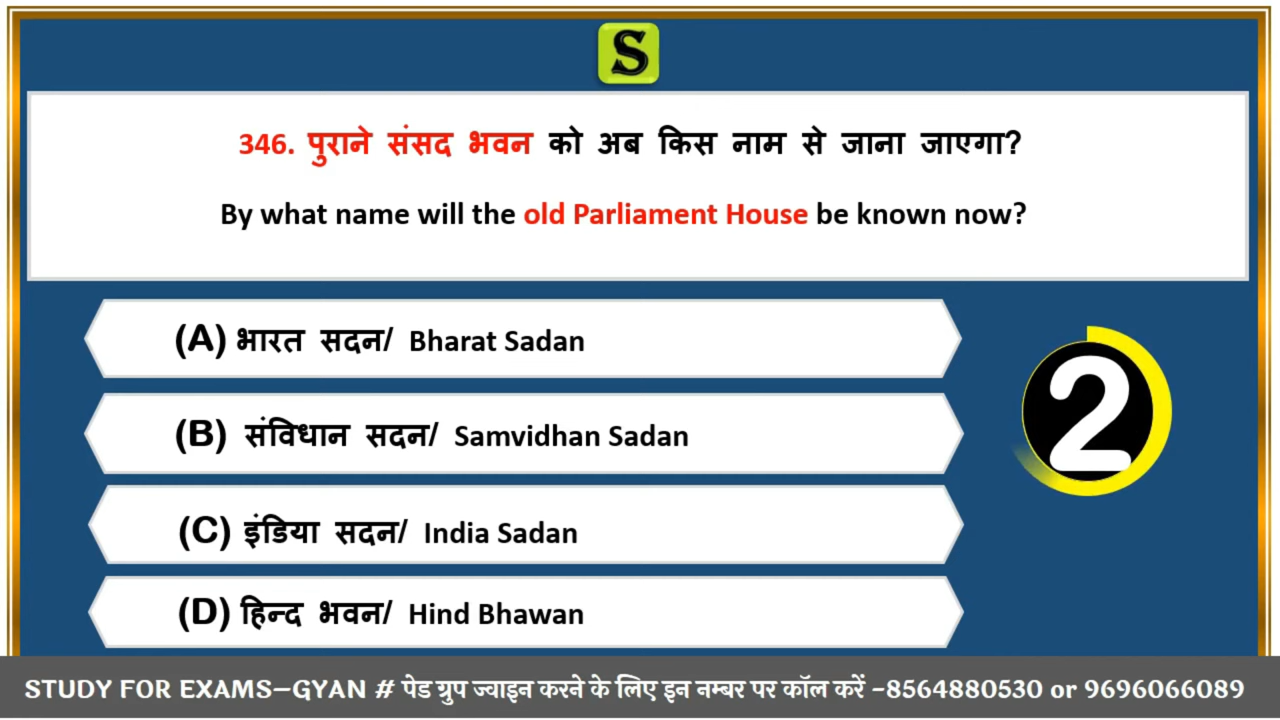 S
346. पुराने संसद भवन को अब किस नाम से जाना जाएगा?
By what name will the old Parliament House be known now?
(A) भारत सदन/ Bharat Sadan
(B) संविधान सदन/ Samvidhan Sadan
2
(C) इंडिया सदन/ India Sadan
(D) हिन्द भवन/ Hind Bhawan
STUDY FOR EXAMS–GYAN # पेड ग्रुप ज्वाइन करने के लिए इन नम्बर पर कॉल करें -8564880530 or 9696066089